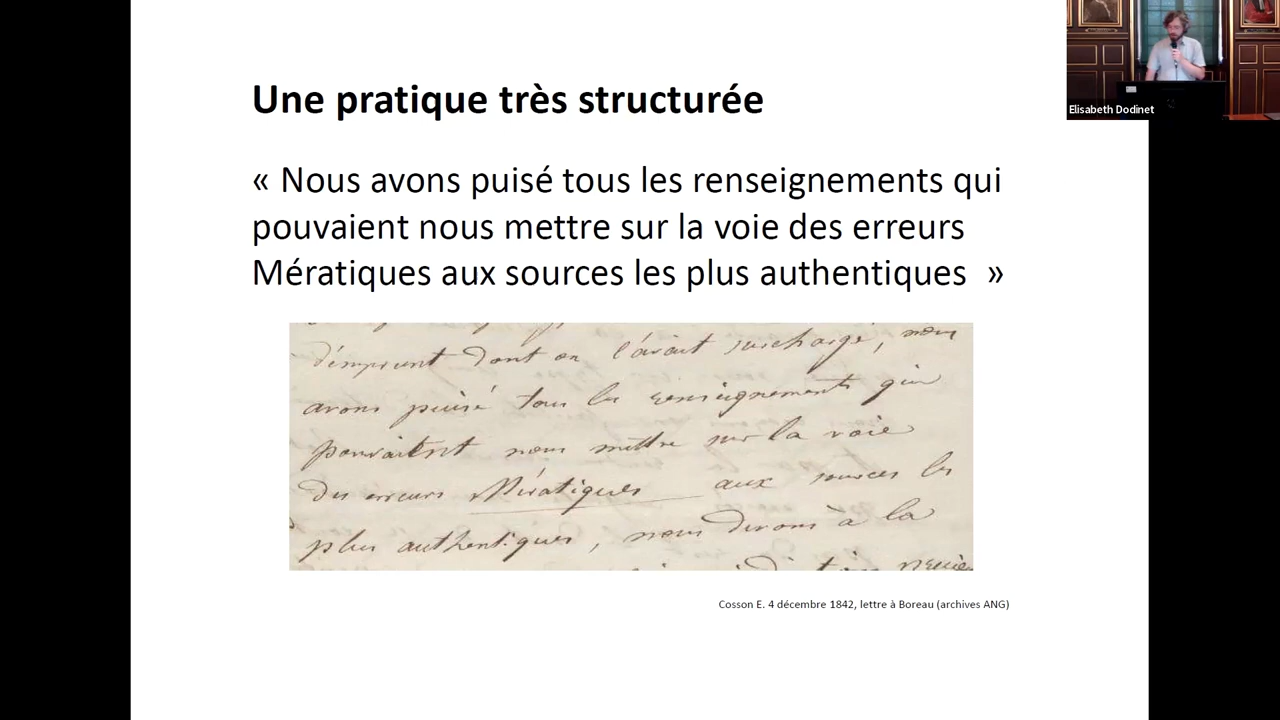 Une pratique très structurée
« Nous avons puisé tous les renseignements qui
pouvaient nous mettre sur la voie des erreurs
Mératiques aux sources les plus authentiques »
d'emprunt dont on l'avait surchargé, nous
avons puisé tous les renseignements qui
pouvaient nous mettre sur la voie
des erreurs Mératiques aux sources les
plus authentiques, nous devons à la
Cosson E. 4 décembre 1842, lettre à Boreau (archives ANG)
Elisabeth Dodinet